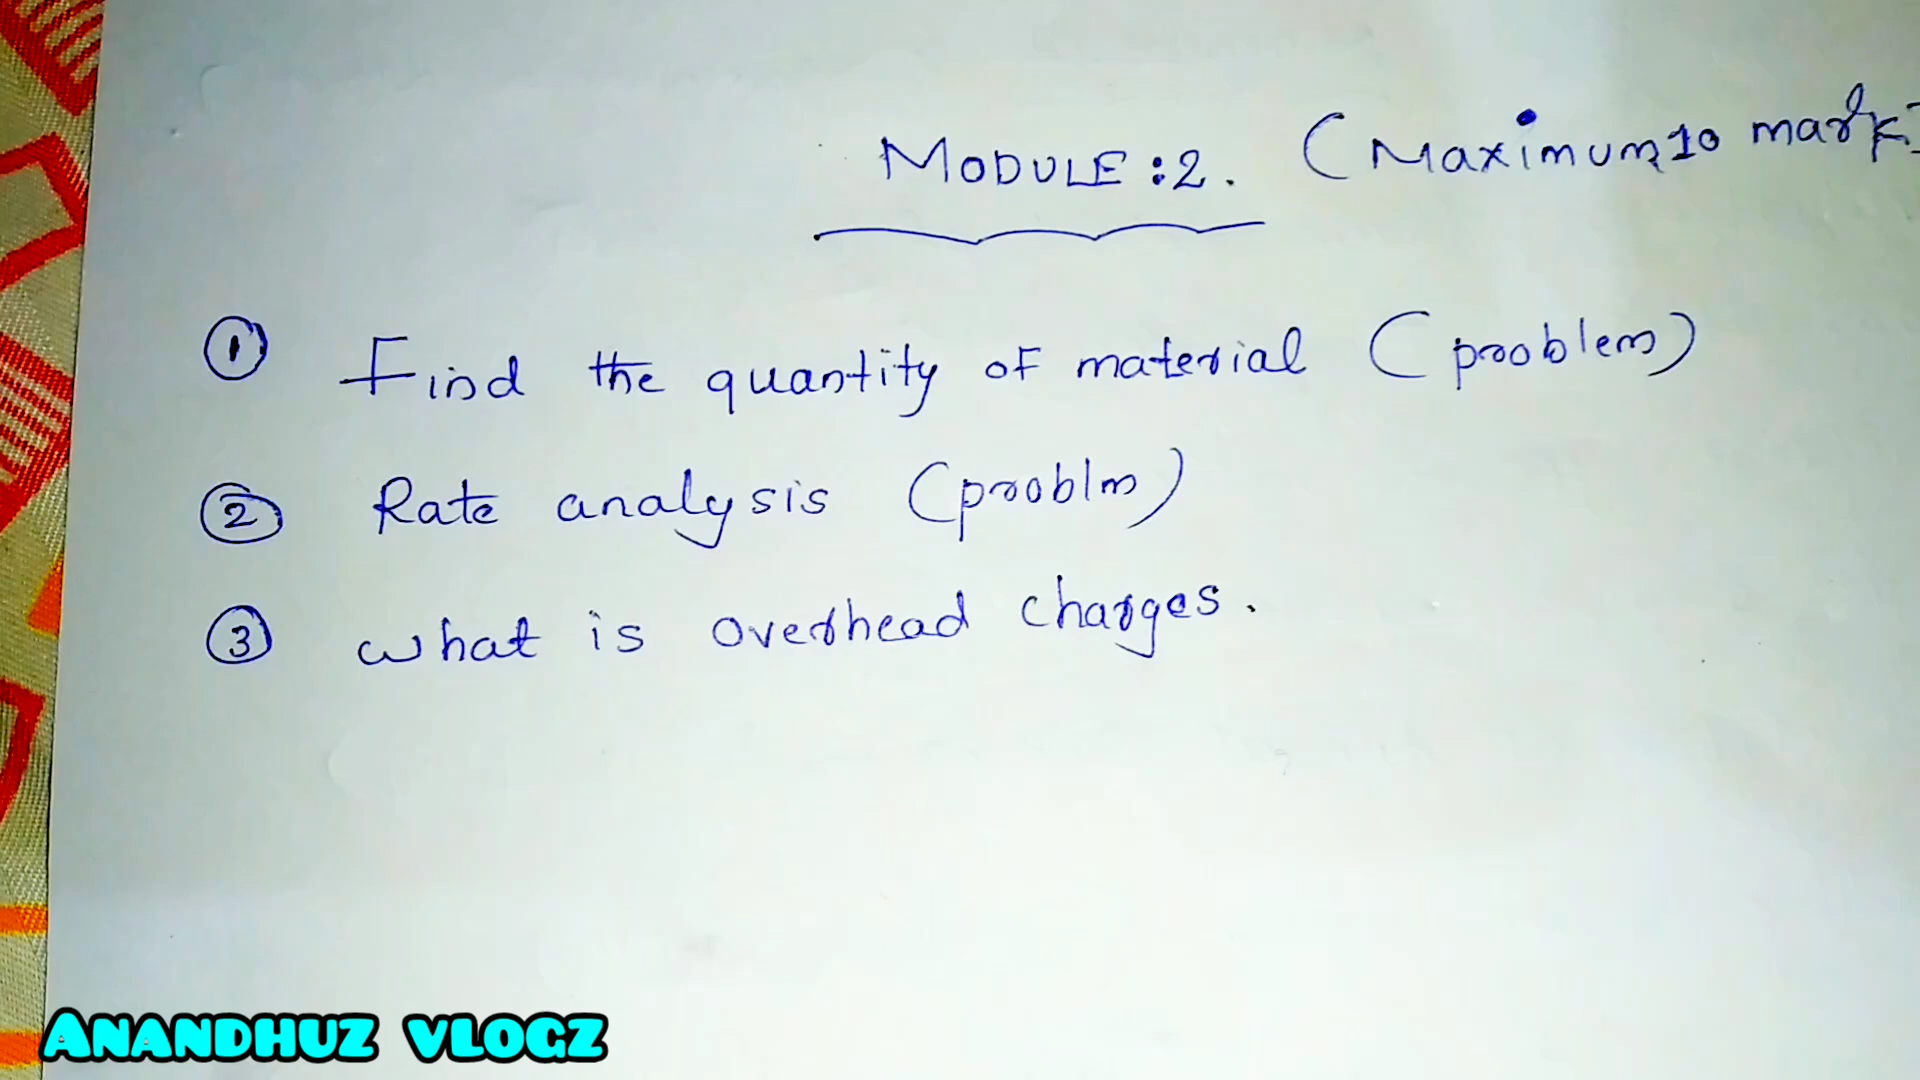 MODULE :2. (Maximum 10 mark)
① Find the quantity of material (problem)
② Rate analysis (problm)
③ what is overhead charges.
ANANDHUZ VLOGZ